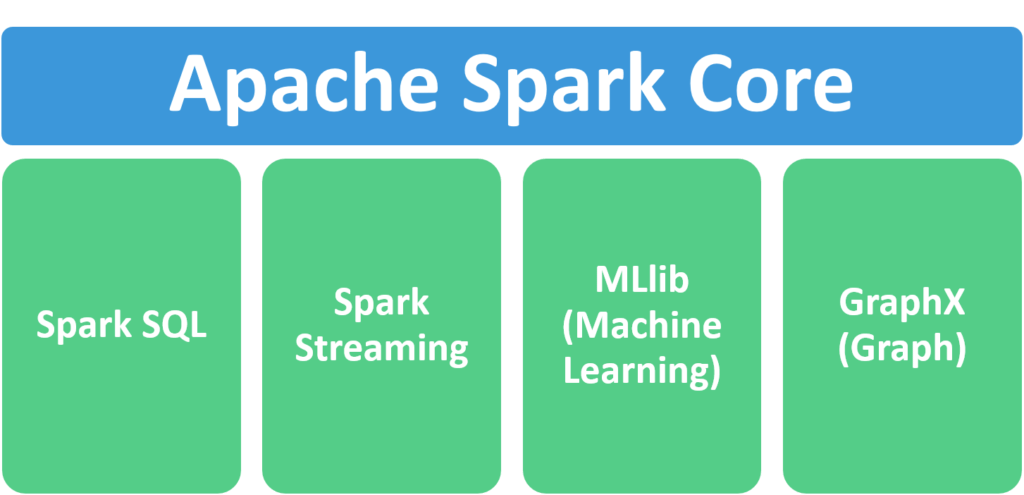 Apache Spark Core
Spark SQL
Spark
Streaming
MLlib
(Machine
Learning)
GraphX
(Graph)